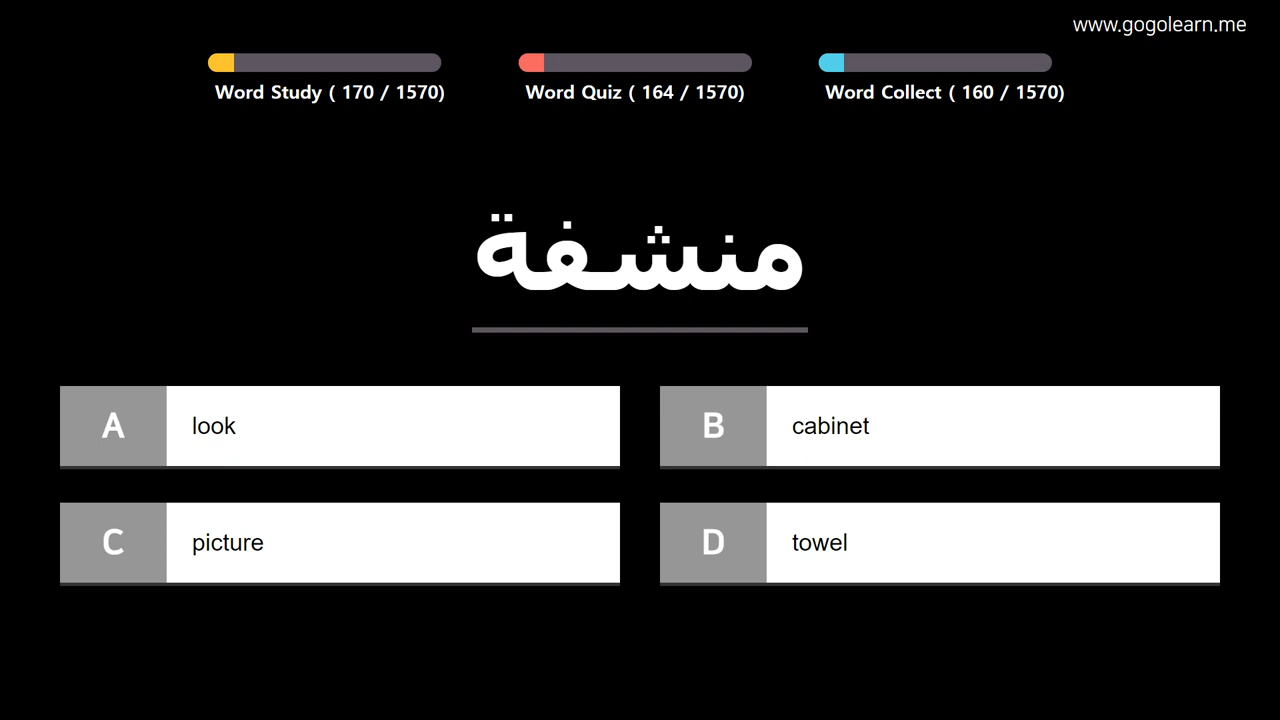 www.gogolearn.me
Word Study ( 170 / 1570)
Word Quiz ( 164 / 1570)
Word Collect ( 160 / 1570)
منشفة
A look
B cabinet
C picture
D towel